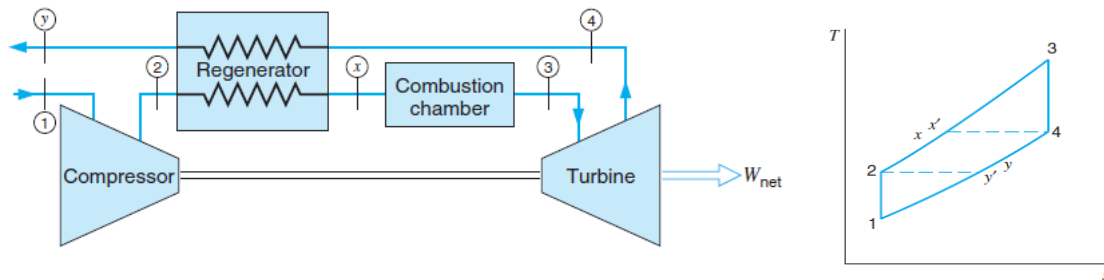 y
4
2
Regenerator
x
3
Combustion
chamber
1
Compressor
Turbine
W_net
T
3
x x′
4
2
y′ y
1